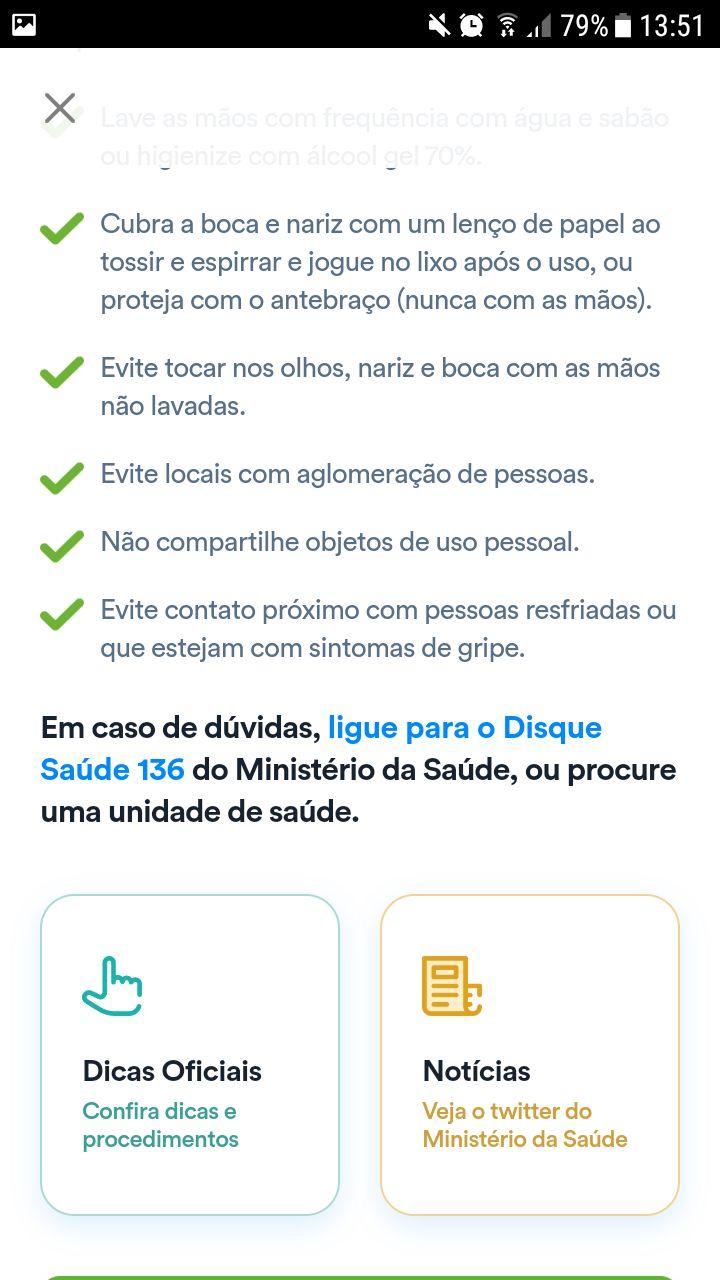 79% 13:51
Lave as mãos com frequência com água e sabão
ou higienize com álcool gel 70%.
Cubra a boca e nariz com um lenço de papel ao
tossir e espirrar e jogue no lixo após o uso, ou
proteja com o antebraço (nunca com as mãos).
Evite tocar nos olhos, nariz e boca com as mãos
não lavadas.
Evite locais com aglomeração de pessoas.
Não compartilhe objetos de uso pessoal.
Evite contato próximo com pessoas resfriadas ou
que estejam com sintomas de gripe.
Em caso de dúvidas, ligue para o Disque
Saúde 136 do Ministério da Saúde, ou procure
uma unidade de saúde.
Dicas Oficiais
Confira dicas e
procedimentos
Notícias
Veja o twitter do
Ministério da Saúde